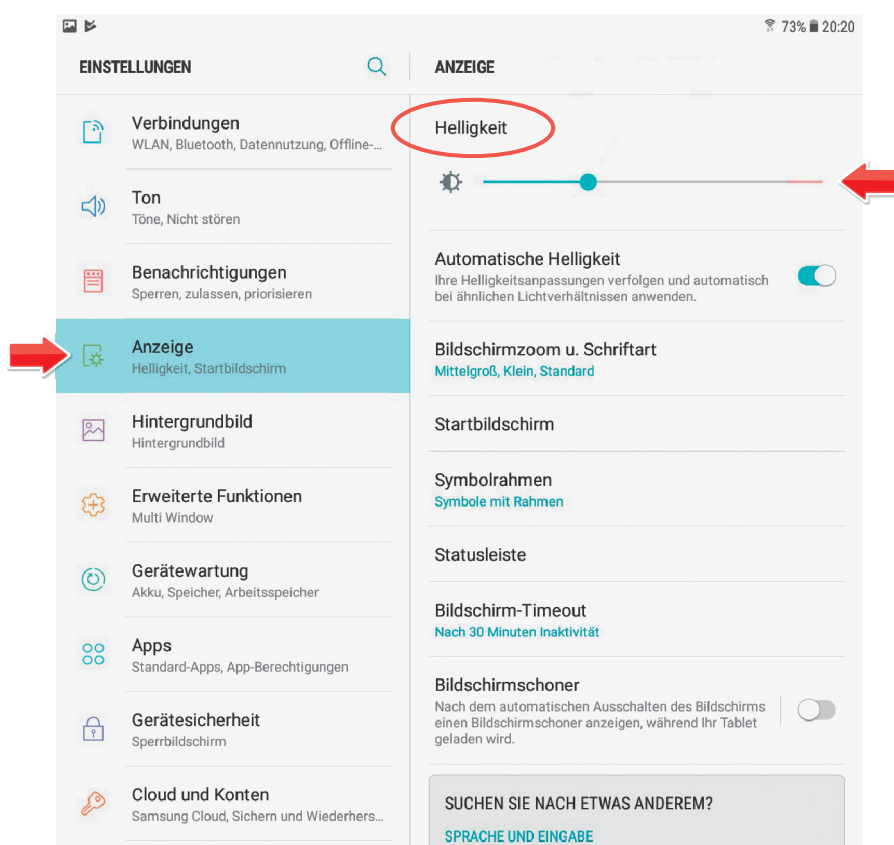 73% 20:20
EINSTELLUNGEN
Verbindungen
WLAN, Bluetooth, Datennutzung, Offline-...
Ton
Töne, Nicht stören
Benachrichtigungen
Sperren, zulassen, priorisieren
Anzeige
Helligkeit, Startbildschirm
Hintergrundbild
Hintergrundbild
Erweiterte Funktionen
Multi Window
Gerätewartung
Akku, Speicher, Arbeitsspeicher
Apps
Standard-Apps, App-Berechtigungen
Gerätesicherheit
Sperrbildschirm
Cloud und Konten
Samsung Cloud, Sichern und Wiederhers...
ANZEIGE
Helligkeit
Automatische Helligkeit
Ihre Helligkeitsanpassungen verfolgen und automatisch
bei ähnlichen Lichtverhältnissen anwenden.
Bildschirmzoom u. Schriftart
Mittelgroß, Klein, Standard
Startbildschirm
Symbolrahmen
Symbole mit Rahmen
Statusleiste
Bildschirm-Timeout
Nach 30 Minuten Inaktivität
Bildschirmschoner
Nach dem automatischen Ausschalten des Bildschirms
einen Bildschirmschoner anzeigen, während Ihr Tablet
geladen wird.
SUCHEN SIE NACH ETWAS ANDEREM?
SPRACHE UND EINGABE